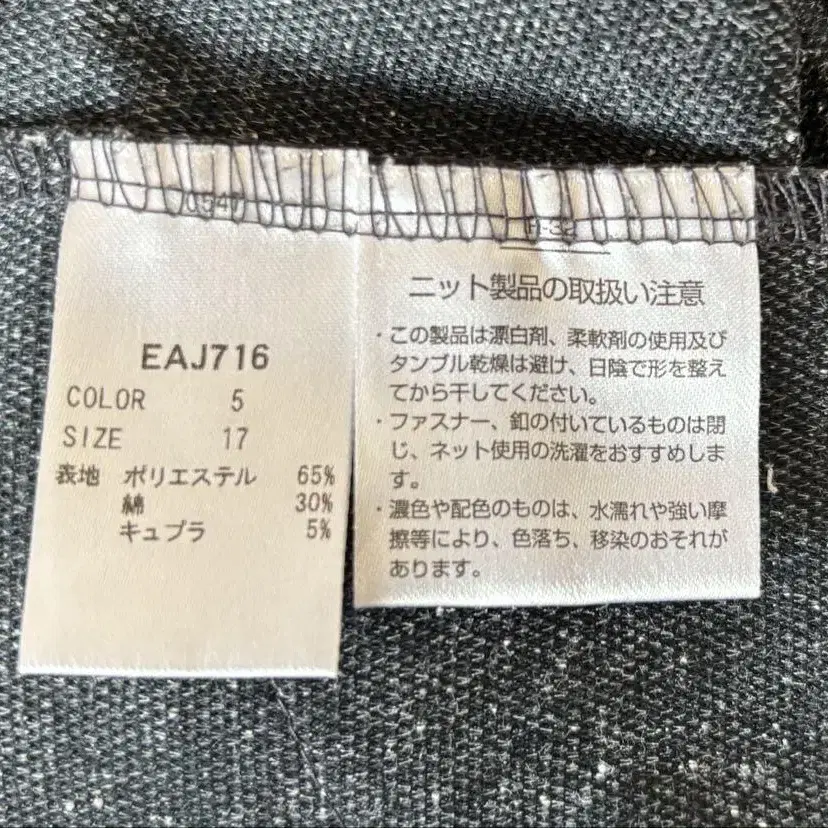 0547
EAJ716
COLOR 5
SIZE 17
表地 ポリエステル 65%
綿 30%
キュプラ 5%
H-32
ニット製品の取扱い注意
・この製品は漂白剤、柔軟剤の使用及び
タンブル乾燥は避け、日陰で形を整え
てから干してください。
・ファスナー、釦の付いているものは閉
じ、ネット使用の洗濯をおすすめしま
す。
・濃色や配色のものは、水濡れや強い摩
擦等により、色落ち、移染のおそれが
あります。